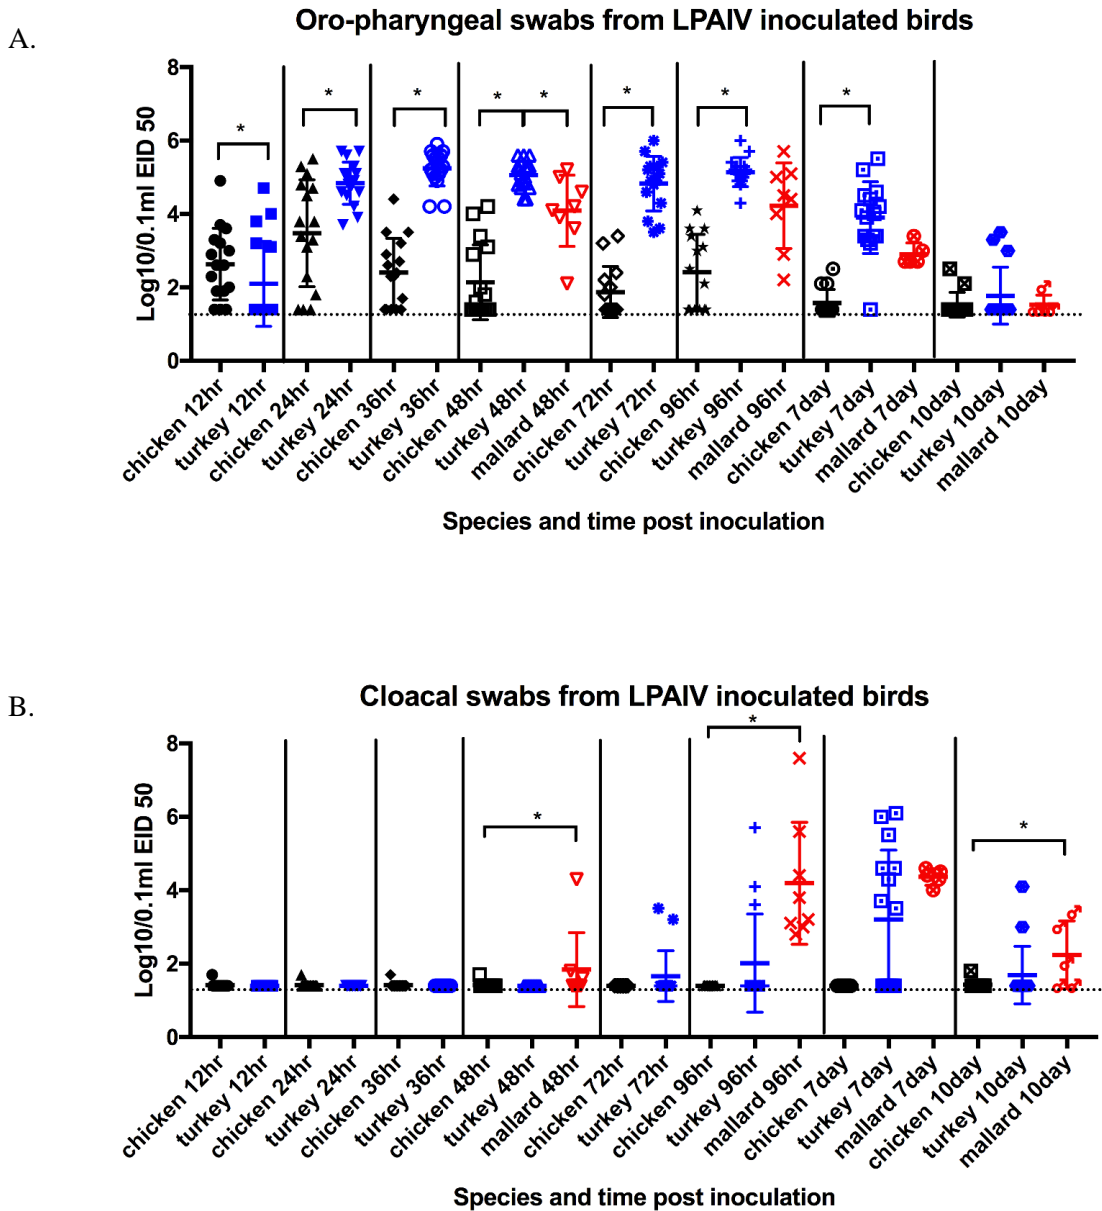 A.
Oro-pharyngeal swabs from LPAIV inoculated birds
Log10/0.1ml EID 50
8
6
4
2
0
* * * * * * * *
chicken 12hr
turkey 12hr
chicken 24hr
turkey 24hr
chicken 36hr
turkey 36hr
chicken 48hr
turkey 48hr
mallard 48hr
chicken 72hr
turkey 72hr
chicken 96hr
turkey 96hr
mallard 96hr
chicken 7day
turkey 7day
mallard 7day
chicken 10day
turkey 10day
mallard 10day
Species and time post inoculation
B.
Cloacal swabs from LPAIV inoculated birds
Log10/0.1ml EID 50
8
6
4
2
0
* * *
chicken 12hr
turkey 12hr
chicken 24hr
turkey 24hr
chicken 36hr
turkey 36hr
chicken 48hr
turkey 48hr
mallard 48hr
chicken 72hr
turkey 72hr
chicken 96hr
turkey 96hr
mallard 96hr
chicken 7day
turkey 7day
mallard 7day
chicken 10day
turkey 10day
mallard 10day
Species and time post inoculation